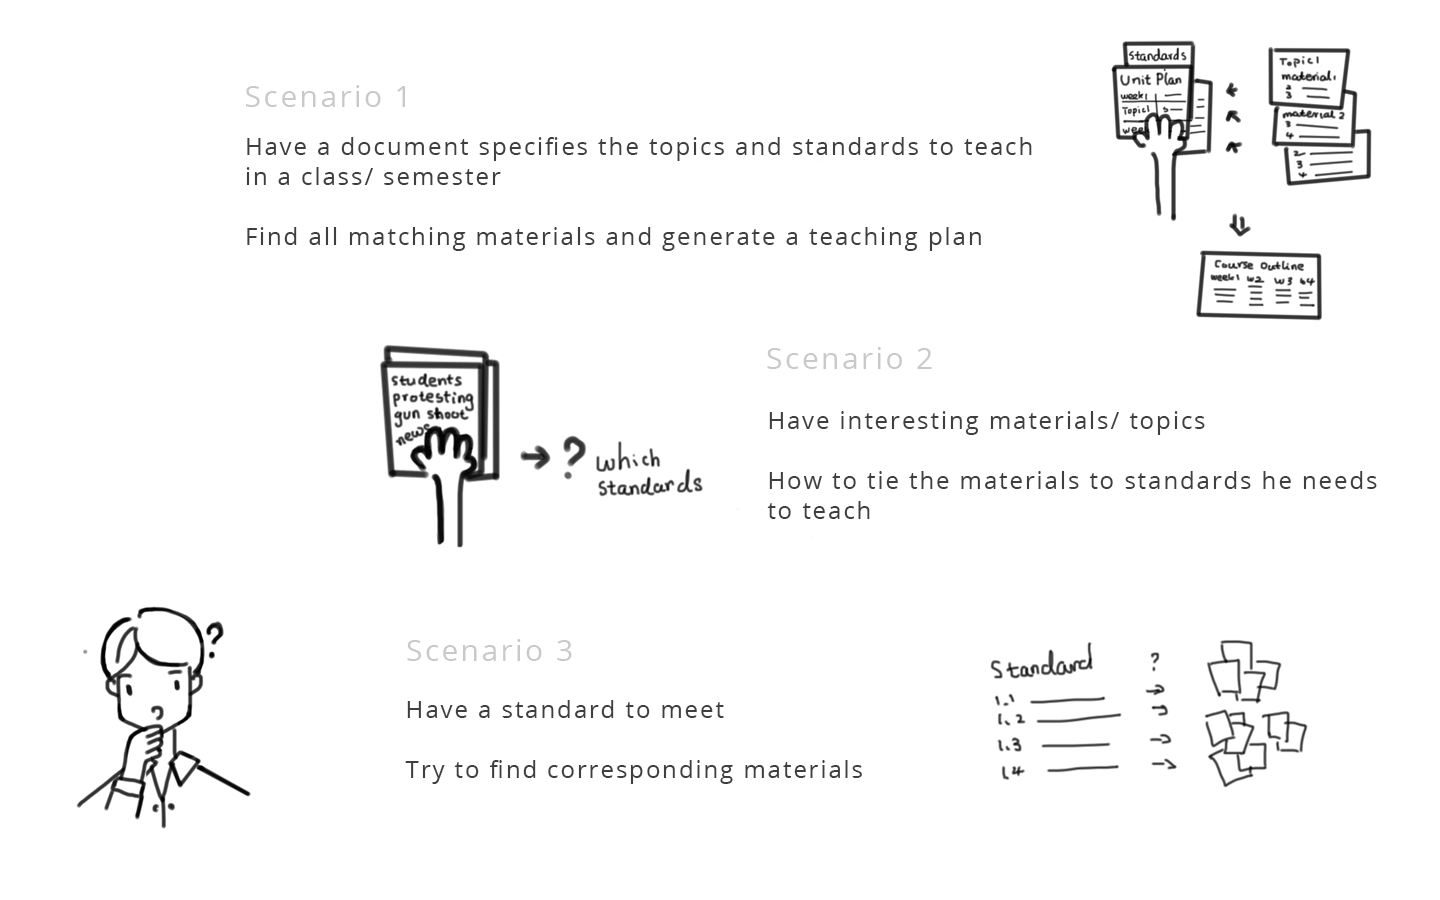 Scenario 1
Have a document specifies the topics and standards to teach
in a class/ semester
Find all matching materials and generate a teaching plan
Standards
Unit Plan
week1
Topic1
3
wee
Topic1
material1
2
3
material 2
3
4
2
3
4
Course Outline
week1 w2 w3 w4
students
protesting
gun shoot
news
?
which
standards
Scenario 2
Have interesting materials/ topics
How to tie the materials to standards he needs
to teach
?
Scenario 3
Have a standard to meet
Try to find corresponding materials
Standard ?
1.1
1.2
1.3
1.4